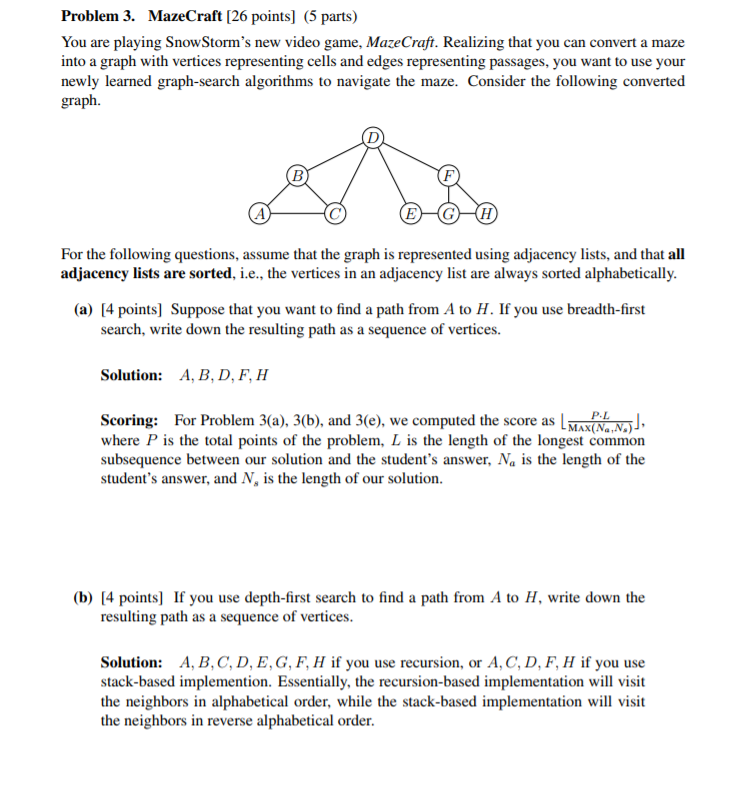 Problem 3. MazeCraft [26 points] (5 parts)
You are playing SnowStorm's new video game, MazeCraft. Realizing that you can convert a maze
into a graph with vertices representing cells and edges representing passages, you want to use your
newly learned graph-search algorithms to navigate the maze. Consider the following converted
graph.
D
B F
A C E G H
For the following questions, assume that the graph is represented using adjacency lists, and that all
adjacency lists are sorted, i.e., the vertices in an adjacency list are always sorted alphabetically.
(a) [4 points] Suppose that you want to find a path from A to H. If you use breadth-first
search, write down the resulting path as a sequence of vertices.
Solution: A, B, D, F, H
Scoring: For Problem 3(a), 3(b), and 3(e), we computed the score as ⌊P·L/MAX(Nₐ,Nₛ)⌋,
where P is the total points of the problem, L is the length of the longest common
subsequence between our solution and the student's answer, Nₐ is the length of the
student's answer, and Nₛ is the length of our solution.
(b) [4 points] If you use depth-first search to find a path from A to H, write down the
resulting path as a sequence of vertices.
Solution: A, B, C, D, E, G, F, H if you use recursion, or A, C, D, F, H if you use
stack-based implemention. Essentially, the recursion-based implementation will visit
the neighbors in alphabetical order, while the stack-based implementation will visit
the neighbors in reverse alphabetical order.